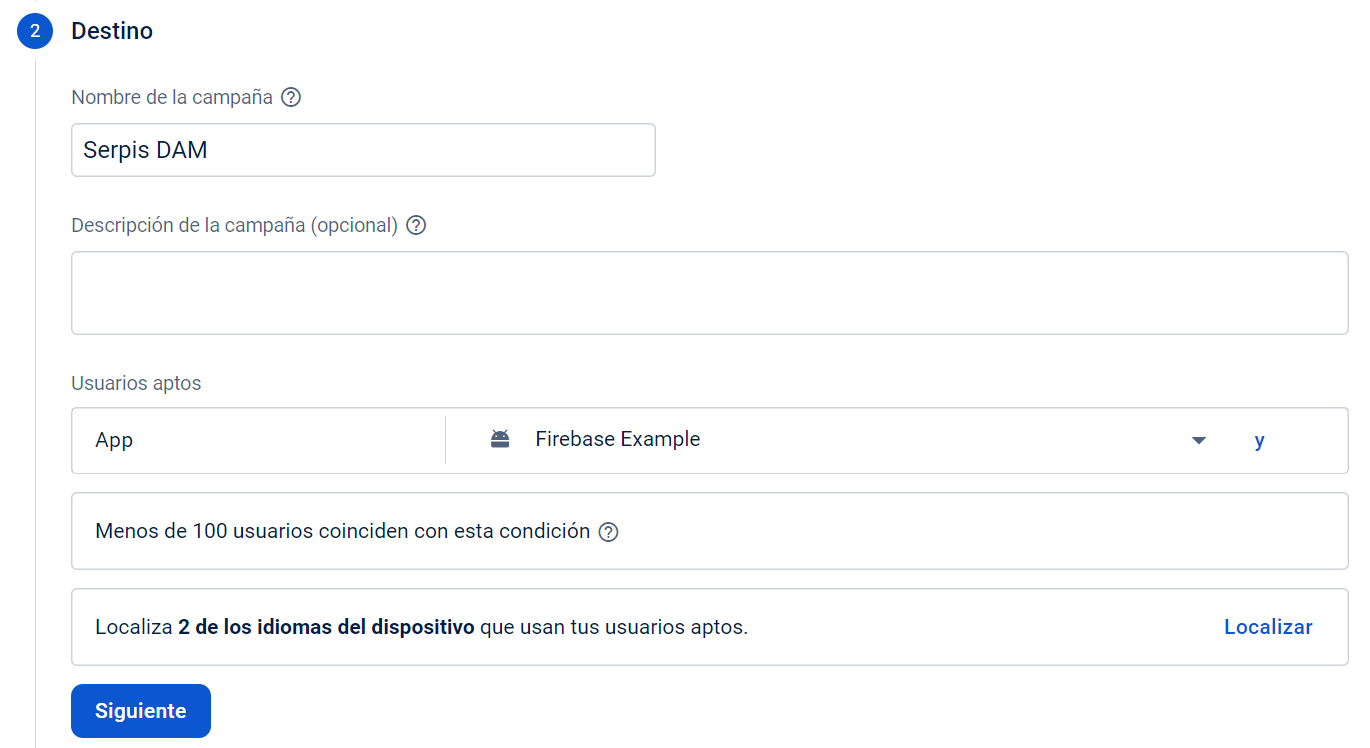 2 Destino
Nombre de la campaña ?
Serpis DAM
Descripción de la campaña (opcional) ?
Usuarios aptos
App Firebase Example y
Menos de 100 usuarios coinciden con esta condición ?
Localiza 2 de los idiomas del dispositivo que usan tus usuarios aptos. Localizar
Siguiente